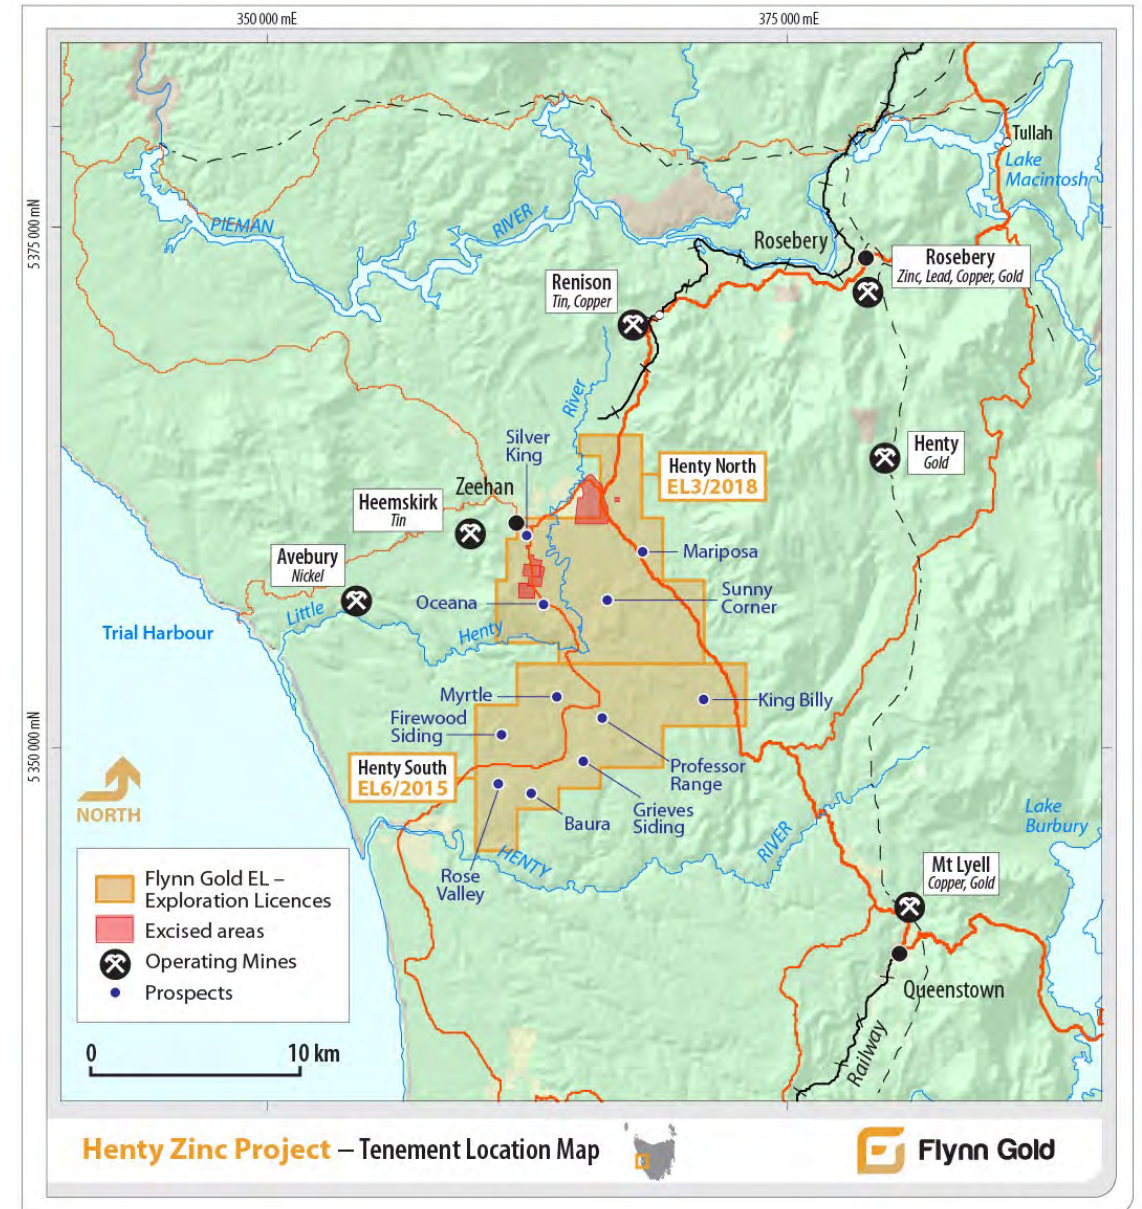 350 000 mE
375 000 mE
5 375 000 mN
5 350 000 mN
Tullah
Lake
Macintosh
PIEMAN
RIVER
Rosebery
Rosebery
Zinc, Lead, Copper, Gold
Renison
Tin, Copper
River
Silver
King
Henty North
EL3/2018
Henty
Gold
Zeehan
Heemskirk
Tin
Avebury
Nickel
Mariposa
Sunny
Corner
Oceana
Little
Henty
Trial Harbour
Myrtle
King Billy
Firewood
Siding
Henty South
EL6/2015
Professor
Range
Grieves
Siding
Baura
Rose
Valley
HENTY
RIVER
Lake
Burbury
Mt Lyell
Copper, Gold
Queenstown
Railway
NORTH
Flynn Gold EL –
Exploration Licences
Excised areas
Operating Mines
Prospects
0 10 km
Henty Zinc Project – Tenement Location Map
Flynn Gold